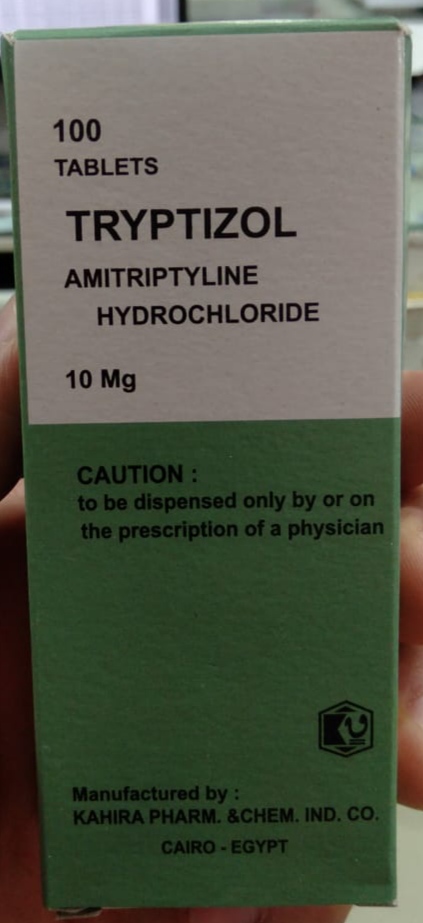 100
TABLETS
TRYPTIZOL
AMITRIPTYLINE
HYDROCHLORIDE
10 Mg
CAUTION :
to be dispensed only by or on
the prescription of a physician
Manufactured by :
KAHIRA PHARM. &CHEM. IND. CO.
CAIRO - EGYPT